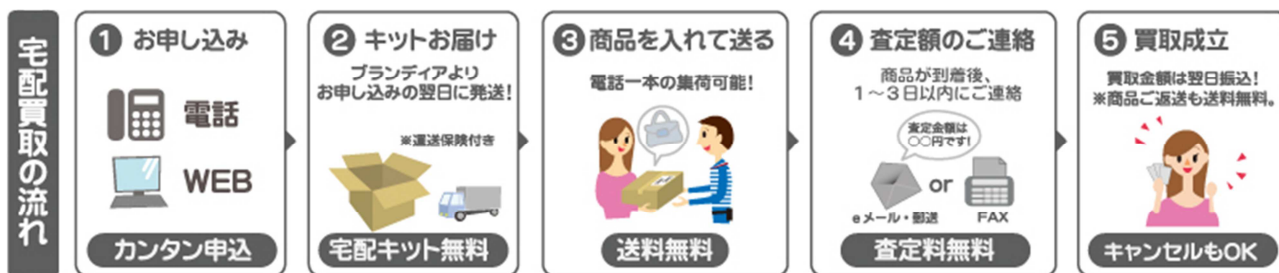 宅配買取の流れ
1 お申し込み
電話
WEB
カンタン申込
2 キットお届け
ブランディアより
お申し込みの翌日に発送!
※運送保険付き
宅配キット無料
3 商品を入れて送る
電話一本の集荷可能!
送料無料
4 査定額のご連絡
商品が到着後、
1〜3日以内にご連絡
査定金額は
○○円です!
or
eメール・郵送
FAX
査定料無料
5 買取成立
買取金額は翌日振込!
※商品ご返送も送料無料。
キャンセルもOK